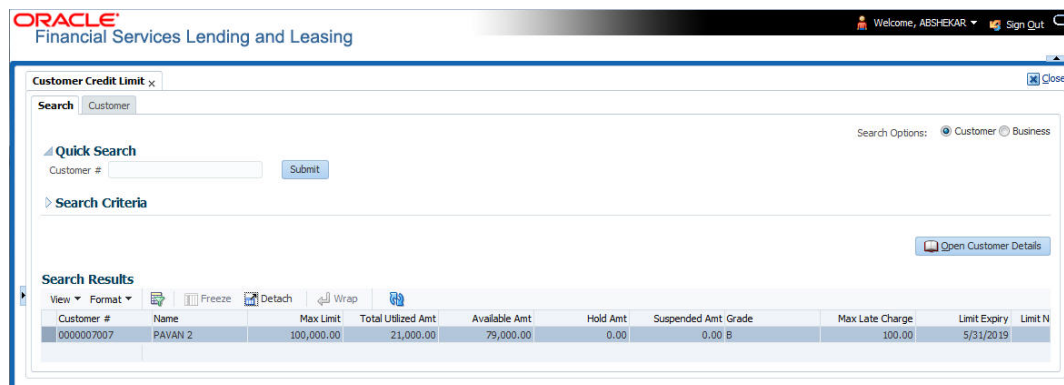 ORACLE
Welcome, ABSHEKAR Sign Out
Financial Services Lending and Leasing
Customer Credit Limit x Close
Search Customer
Search Options: Customer Business
Quick Search
Customer # Submit
Search Criteria
Open Customer Details
Search Results
View Format Freeze Detach Wrap
Customer # Name Max Limit Total Utilized Amt Available Amt Hold Amt Suspended Amt Grade Max Late Charge Limit Expiry Limit N
0000007007 PAVAN 2 100,000.00 21,000.00 79,000.00 0.00 0.00 B 100.00 5/31/2019